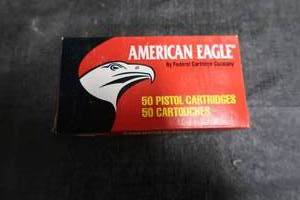 AMERICAN EAGLE
by Federal Cartridge Company
50 PISTOL CARTRIDGES
50 CARTOUCHES